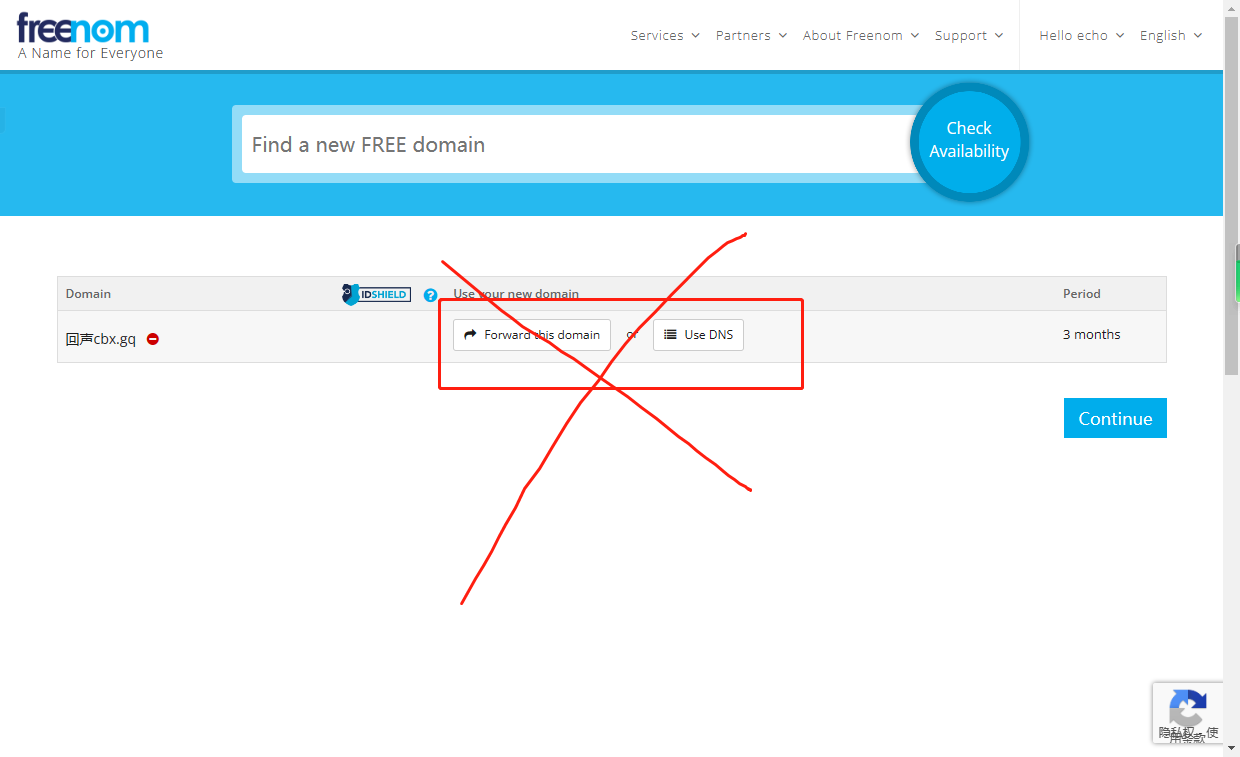 freenom
A Name for Everyone
Services Partners About Freenom Support Hello echo English
Find a new FREE domain
Check
Availability
Domain IDSHIELD ? Use your new domain Period
回声cbx.gq Forward this domain or Use DNS 3 months
Continue
隐私权 - 使
用条款